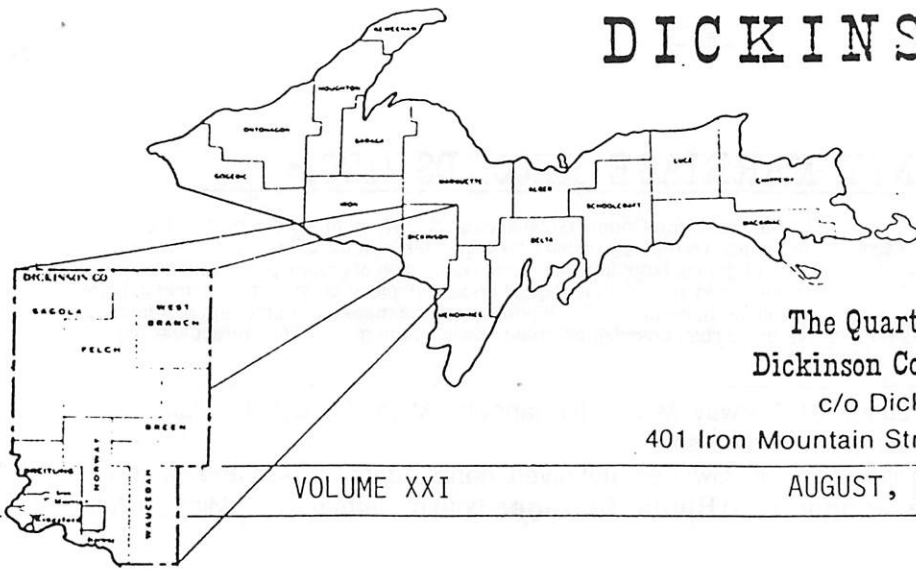 DICKINS
KEWEENAW
HOUGHTON
ONTONAGON
BARAGA
GOGEBIC
MARQUETTE
LUCE
CHIPPEWA
ALGER
SCHOOLCRAFT
IRON
MACKINAC
DICKINSON
DELTA
MENOMINEE
DICKINSON CO
SAGOLA
WEST
BRANCH
FELCH
BREEN
BREITUNG
NORWAY
WAUCEDAH
Iron
Kingsford
The Quart
Dickinson Co
c/o Dick
401 Iron Mountain Str
VOLUME XXI AUGUST,